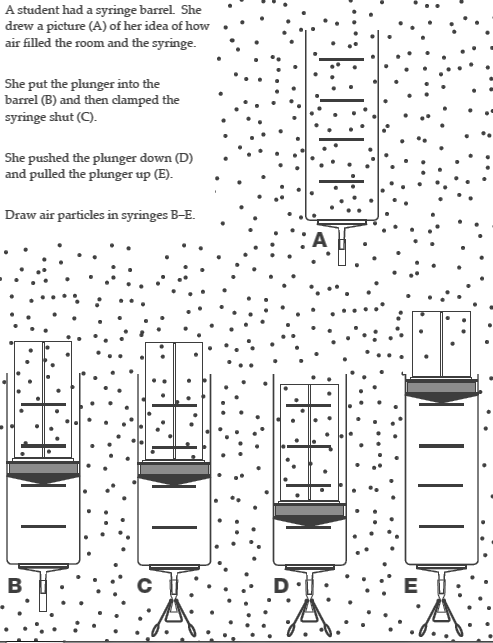 A student had a syringe barrel. She
drew a picture (A) of her idea of how
air filled the room and the syringe.
She put the plunger into the
barrel (B) and then clamped the
syringe shut (C).
She pushed the plunger down (D)
and pulled the plunger up (E).
Draw air particles in syringes B–E.
A
B
C
D
E